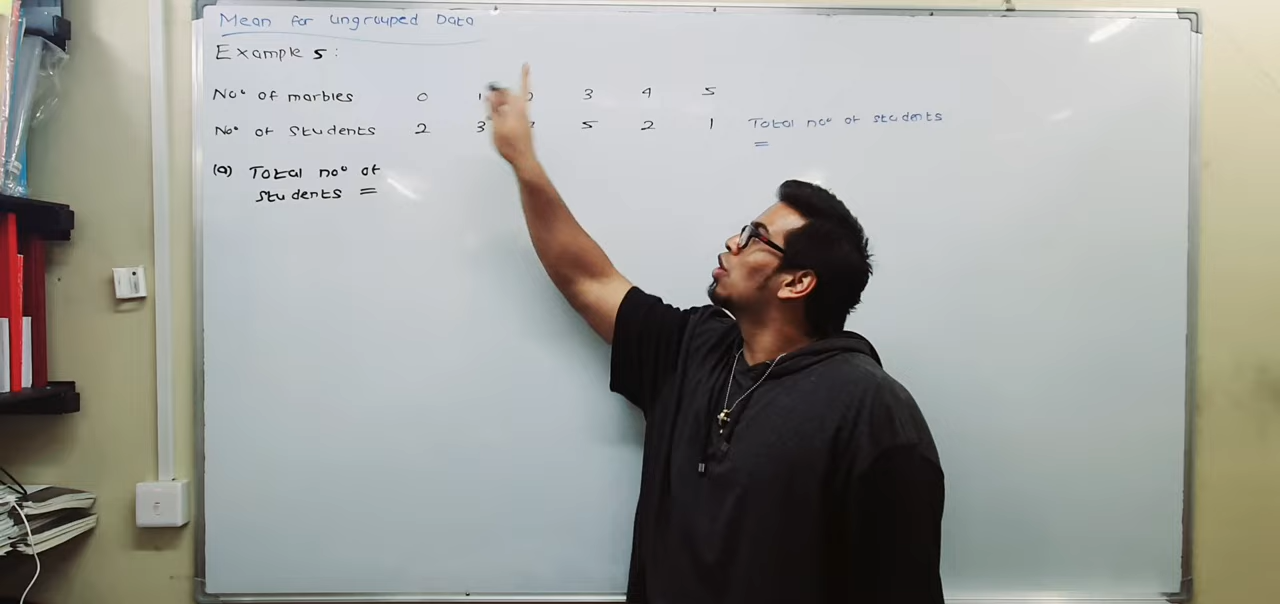 Mean for Ungrouped Data
Example 5:
No° of marbles 0 1 3 4 5
No° of Students 2 3 5 2 1 Total no° of students
=
(a) Total no° of
students =